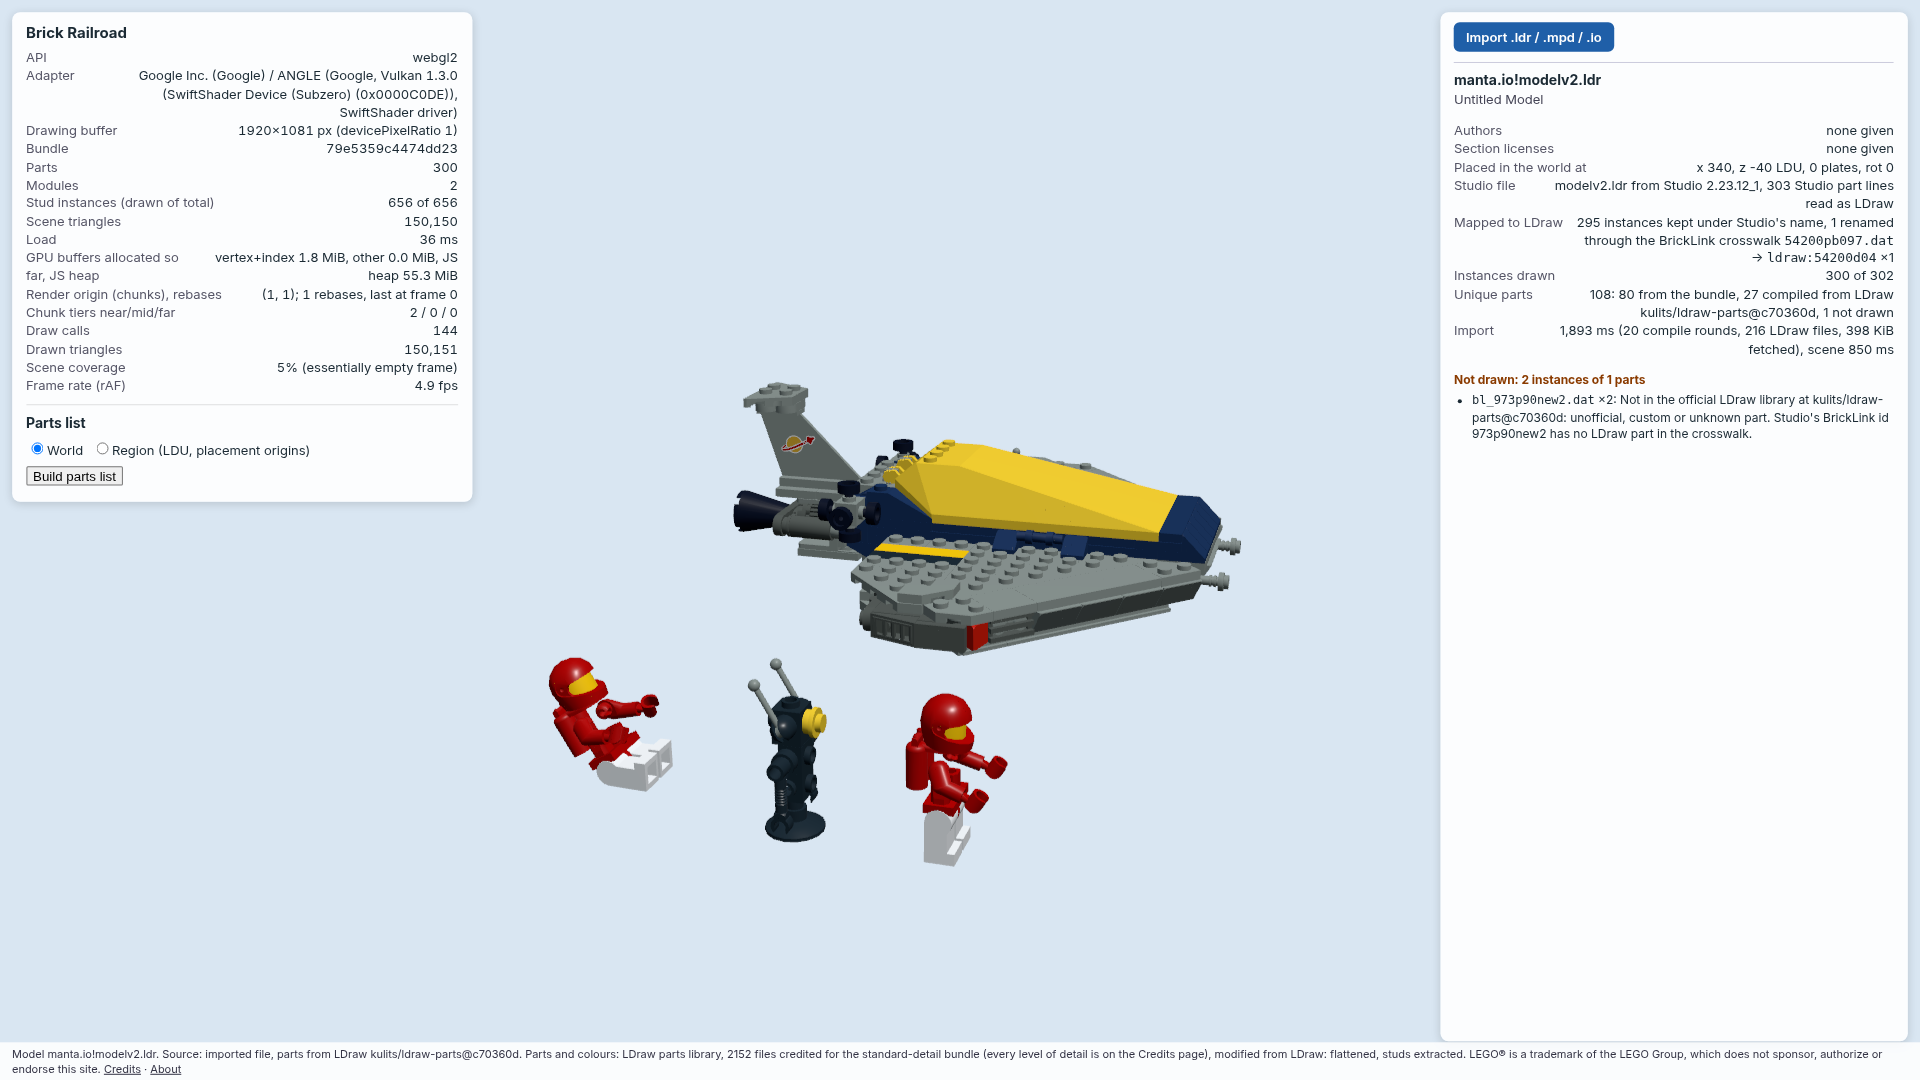 Brick Railroad
API webgl2
Adapter Google Inc. (Google) / ANGLE (Google, Vulkan 1.3.0
(SwiftShader Device (Subzero) (0x0000C0DE)),
SwiftShader driver)
Drawing buffer 1920×1081 px (devicePixelRatio 1)
Bundle 79e5359c4474dd23
Parts 300
Modules 2
Stud instances (drawn of total) 656 of 656
Scene triangles 150,150
Load 36 ms
GPU buffers allocated so vertex+index 1.8 MiB, other 0.0 MiB, JS
far, JS heap heap 55.3 MiB
Render origin (chunks), rebases (1, 1); 1 rebases, last at frame 0
Chunk tiers near/mid/far 2 / 0 / 0
Draw calls 144
Drawn triangles 150,151
Scene coverage 5% (essentially empty frame)
Frame rate (rAF) 4.9 fps
Parts list
World Region (LDU, placement origins)
Build parts list
Import .ldr / .mpd / .io
manta.io!modelv2.ldr
Untitled Model
Authors none given
Section licenses none given
Placed in the world at x 340, z -40 LDU, 0 plates, rot 0
Studio file modelv2.ldr from Studio 2.23.12_1, 303 Studio part lines
read as LDraw
Mapped to LDraw 295 instances kept under Studio's name, 1 renamed
through the BrickLink crosswalk 54200pb097.dat
→ ldraw:54200d04 ×1
Instances drawn 300 of 302
Unique parts 108: 80 from the bundle, 27 compiled from LDraw
kulits/ldraw-parts@c70360d, 1 not drawn
Import 1,893 ms (20 compile rounds, 216 LDraw files, 398 KiB
fetched), scene 850 ms
Not drawn: 2 instances of 1 parts
• bl_973p90new2.dat ×2: Not in the official LDraw library at kulits/ldraw-
parts@c70360d: unofficial, custom or unknown part. Studio's BrickLink id
973p90new2 has no LDraw part in the crosswalk.
Model manta.io!modelv2.ldr. Source: imported file, parts from LDraw kulits/ldraw-parts@c70360d. Parts and colours: LDraw parts library, 2152 files credited for the standard-detail bundle (every level of detail is on the Credits page), modified from LDraw: flattened, studs extracted. LEGO® is a trademark of the LEGO Group, which does not sponsor, authorize or
endorse this site. Credits · About